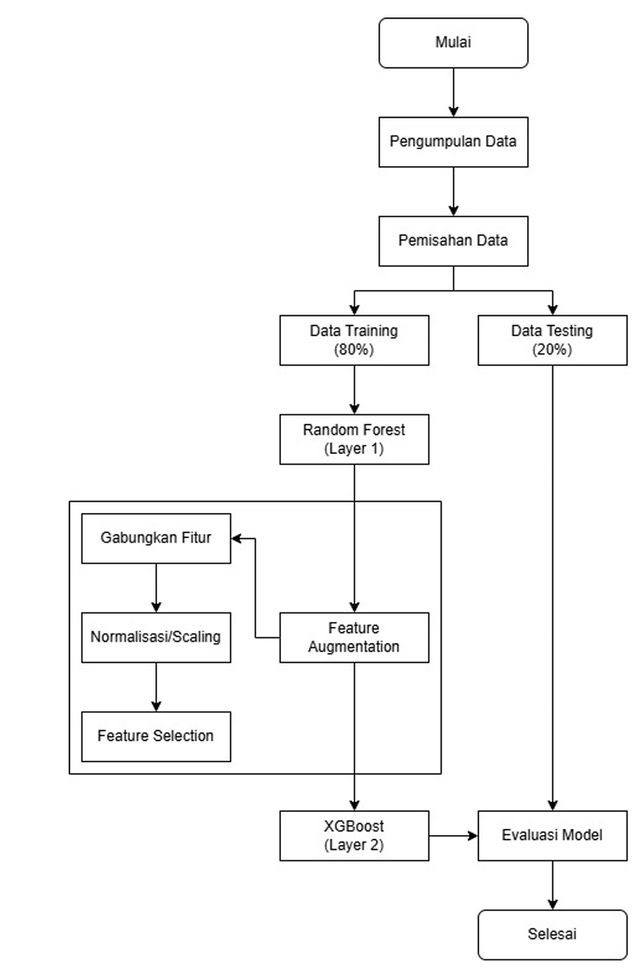 Mulai
Pengumpulan Data
Pemisahan Data
Data Training
(80%)
Data Testing
(20%)
Random Forest
(Layer 1)
Gabungkan Fitur
Normalisasi/Scaling
Feature
Augmentation
Feature Selection
XGBoost
(Layer 2)
Evaluasi Model
Selesai